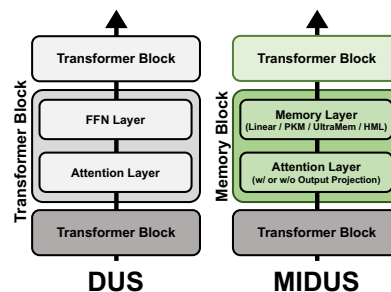 Transformer Block
Transformer Block
FFN Layer
Attention Layer
Transformer Block
DUS
Transformer Block
Memory Block
Memory Layer
(Linear / PKM / UltraMem / HML)
Attention Layer
(w/ or w/o Output Projection)
Transformer Block
MIDUS